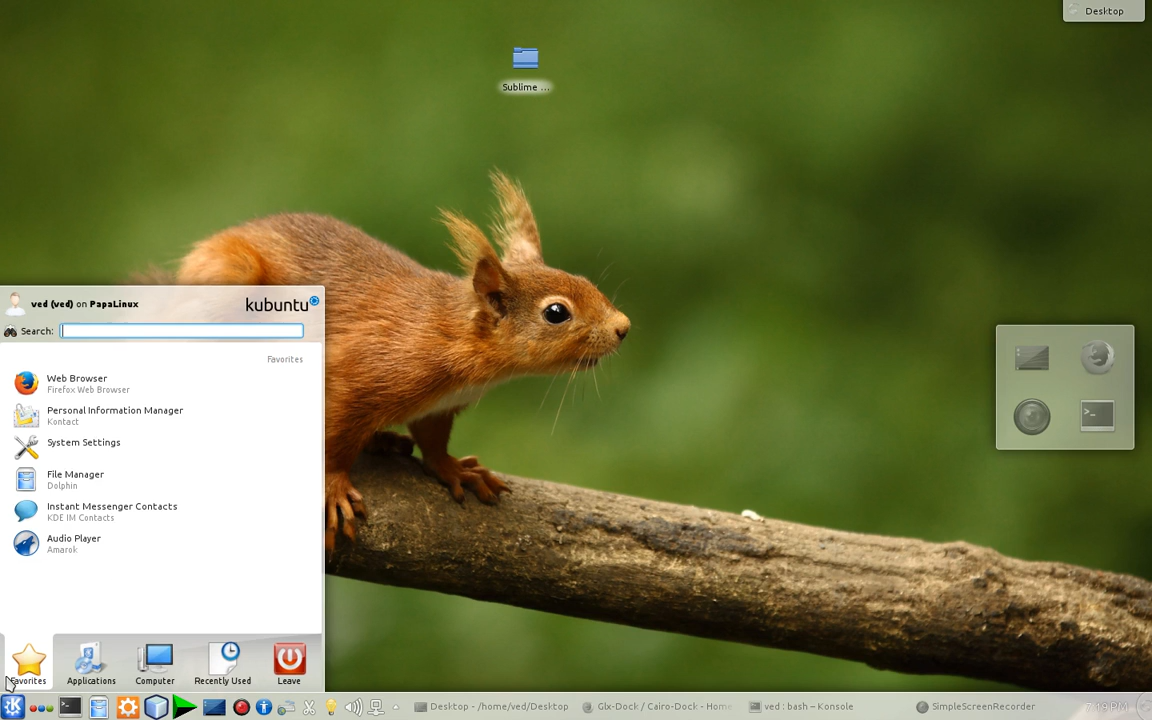 Desktop
Sublime ...
ved (ved) on PapaLinux
kubuntu
Search:
Favorites
Web Browser
Firefox Web Browser
Personal Information Manager
Kontact
System Settings
File Manager
Dolphin
Instant Messenger Contacts
KDE IM Contacts
Audio Player
Amarok
Favorites
Applications
Computer
Recently Used
Leave
Desktop - /home/ved/Desktop
Glx-Dock / Cairo-Dock - Home
ved : bash – Konsole
SimpleScreenRecorder